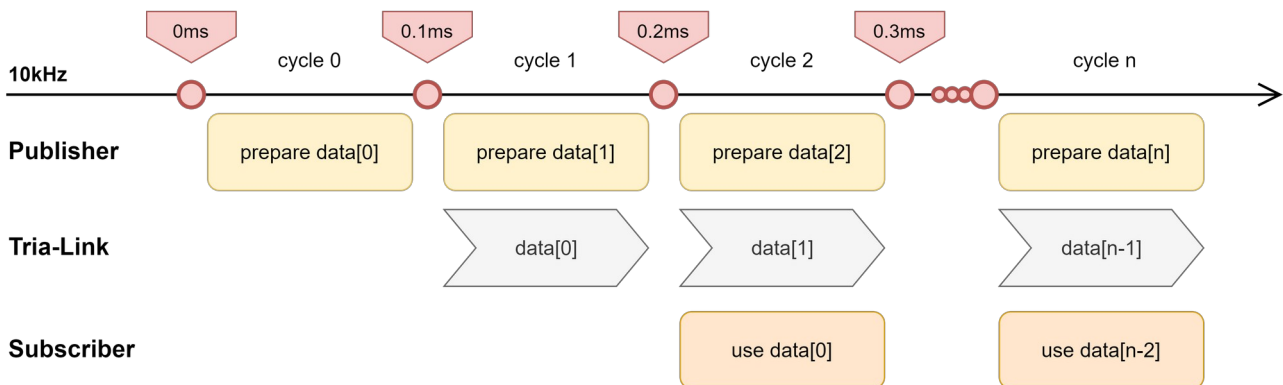 0ms
0.1ms
0.2ms
0.3ms
cycle 0
cycle 1
cycle 2
cycle n
10kHz
Publisher
prepare data[0]
prepare data[1]
prepare data[2]
prepare data[n]
Tria-Link
data[0]
data[1]
data[n-1]
Subscriber
use data[0]
use data[n-2]